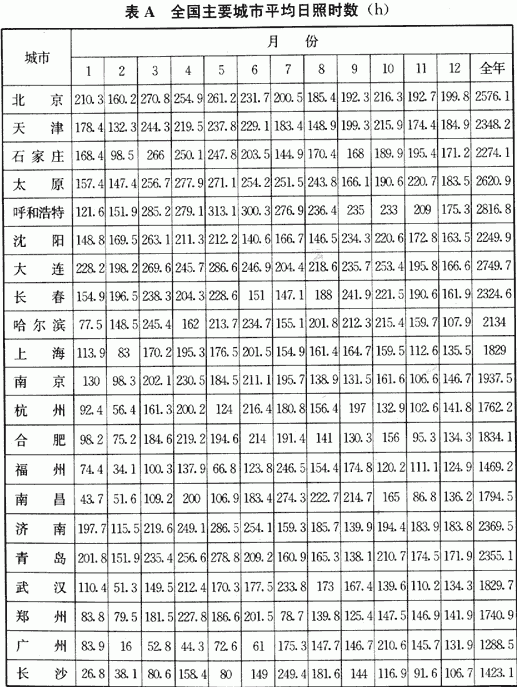 表A 全国主要城市平均日照时数(h)
城市 月 份
1 2 3 4 5 6 7 8 9 10 11 12 全年
北京 210.3 160.2 270.8 254.9 261.2 231.7 200.5 185.4 192.3 216.3 192.7 199.8 2576.1
天津 178.4 132.3 244.3 219.5 237.8 229.1 183.4 148.9 199.3 215.9 174.4 184.9 2348.2
石家庄 168.4 98.5 266 250.1 247.8 203.5 144.9 170.4 168 189.9 195.4 171.2 2274.1
太原 157.4 147.4 256.7 277.9 271.1 254.2 251.5 243.8 166.1 190.6 220.7 183.5 2620.9
呼和浩特 121.6 151.9 285.2 279.1 313.1 300.3 276.9 236.4 235 233 209 175.3 2816.8
沈阳 148.8 169.5 263.1 211.3 212.2 140.6 166.7 146.5 234.3 220.6 172.8 163.5 2249.9
大连 228.2 198.2 269.6 245.7 286.6 246.9 204.4 218.6 235.7 253.4 195.8 166.6 2749.7
长春 154.9 196.5 238.3 204.3 228.6 151 147.1 188 241.9 221.5 190.6 161.9 2324.6
哈尔滨 77.5 148.5 245.4 162 213.7 234.7 155.1 201.8 212.3 215.4 159.7 107.9 2134
上海 113.9 83 170.2 195.3 176.5 201.5 154.9 161.4 164.7 159.5 112.6 135.5 1829
南京 130 98.3 202.1 230.5 184.5 211.1 195.7 138.9 131.5 161.6 106.6 146.7 1937.5
杭州 92.4 56.4 161.3 200.2 124 216.4 180.8 156.4 197 132.9 102.6 141.8 1762.2
合肥 98.2 75.2 184.6 219.2 194.6 214 191.4 141 130.3 156 95.3 134.3 1834.1
福州 74.4 34.1 100.3 137.9 66.8 123.8 246.5 154.4 174.8 120.2 111.1 124.9 1469.2
南昌 43.7 51.6 109.2 200 106.9 183.4 274.3 222.7 214.7 165 86.8 136.2 1794.5
济南 197.7 115.5 219.6 249.1 286.5 254.1 159.3 185.7 139.9 194.4 183.9 183.8 2369.5
青岛 201.8 151.9 235.4 256.6 278.8 209.2 160.9 165.3 138.1 210.7 174.5 171.9 2355.1
武汉 110.4 51.3 149.5 212.4 170.3 177.5 233.8 173 167.4 139.6 110.2 134.3 1829.7
郑州 83.8 79.5 181.5 227.8 186.6 201.5 78.7 139.8 125.4 147.5 146.9 141.9 1740.9
广州 83.9 16 52.8 44.3 72.6 61 175.3 147.7 146.7 210.6 145.7 131.9 1288.5
长沙 26.8 38.1 80.6 158.4 80 149 249.4 181.6 144 116.9 91.6 106.7 1423.1